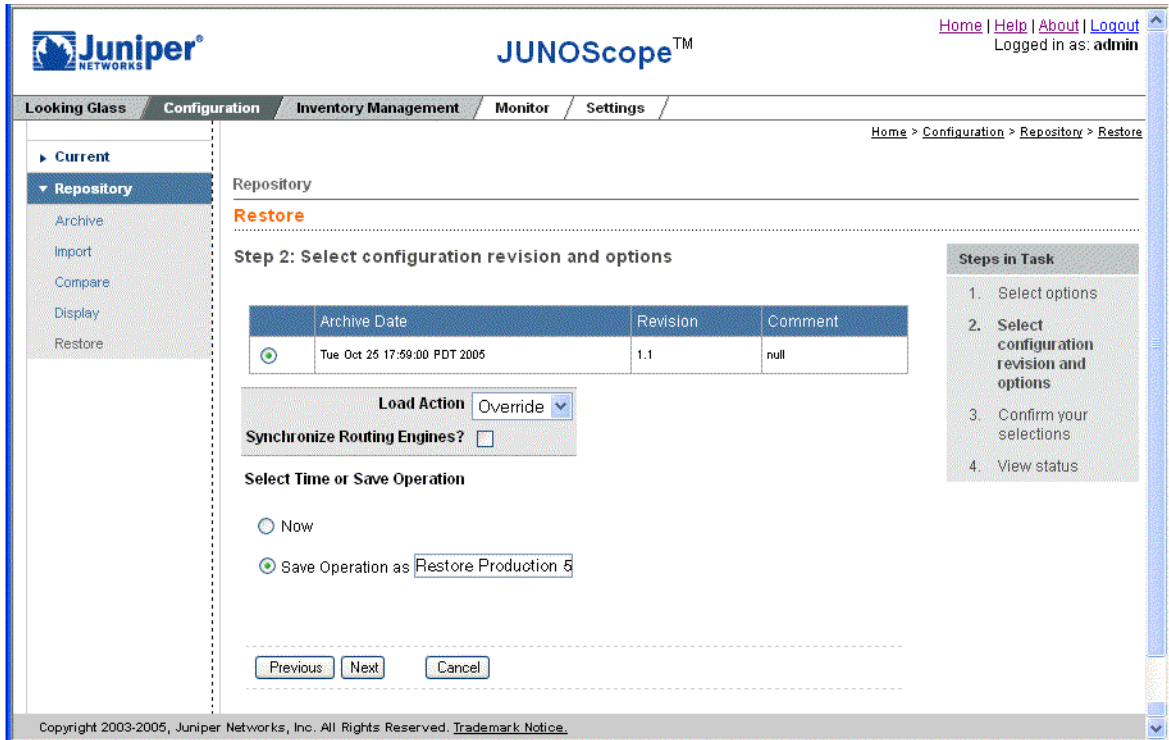 Juniper®
NETWORKS
JUNOScope™
Home | Help | About | Logout
Logged in as: admin
Looking Glass / Configuration / Inventory Management / Monitor / Settings /
Home > Configuration > Repository > Restore
Current
Repository
Archive
Import
Compare
Display
Restore
Repository
Restore
Step 2: Select configuration revision and options
Archive Date Revision Comment
Tue Oct 25 17:59:00 PDT 2005 1.1 null
Load Action Override
Synchronize Routing Engines?
Select Time or Save Operation
Now
Save Operation as Restore Production 5
Previous Next Cancel
Steps in Task
1. Select options
2. Select
configuration
revision and
options
3. Confirm your
selections
4. View status
Copyright 2003-2005, Juniper Networks, Inc. All Rights Reserved. Trademark Notice.